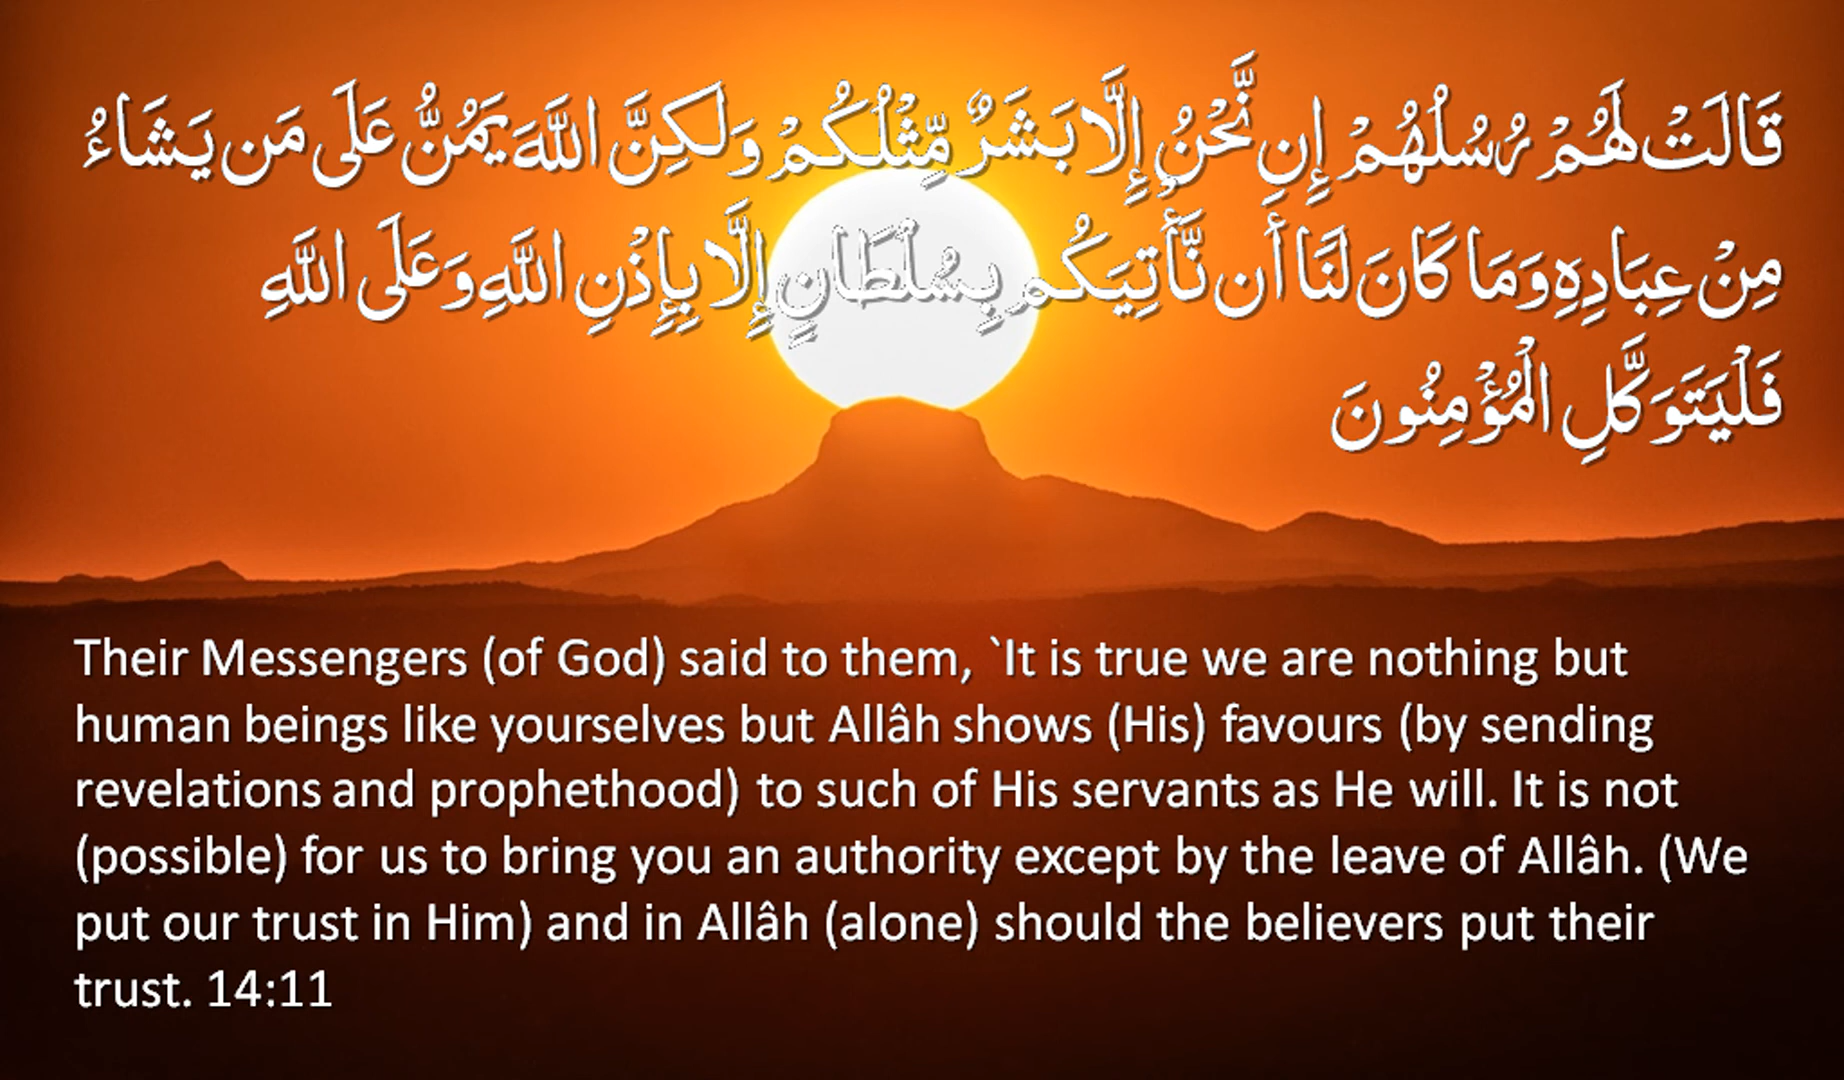 قَالَتْ لَهُمْ رُسُلُهُمْ إِن نَّحْنُ إِلَّا بَشَرٌ مِّثْلُكُمْ وَلَكِنَّ اللَّهَ يَمُنُّ عَلَى مَن يَشَاءُ
مِنْ عِبَادِهِ وَمَا كَانَ لَنَا أَن نَّأْتِيَكُم بِسُلْطَانٍ إِلَّا بِإِذْنِ اللَّهِ وَعَلَى اللَّهِ
فَلْيَتَوَكَّلِ الْمُؤْمِنُونَ
Their Messengers (of God) said to them, `It is true we are nothing but
human beings like yourselves but Allâh shows (His) favours (by sending
revelations and prophethood) to such of His servants as He will. It is not
(possible) for us to bring you an authority except by the leave of Allâh. (We
put our trust in Him) and in Allâh (alone) should the believers put their
trust. 14:11